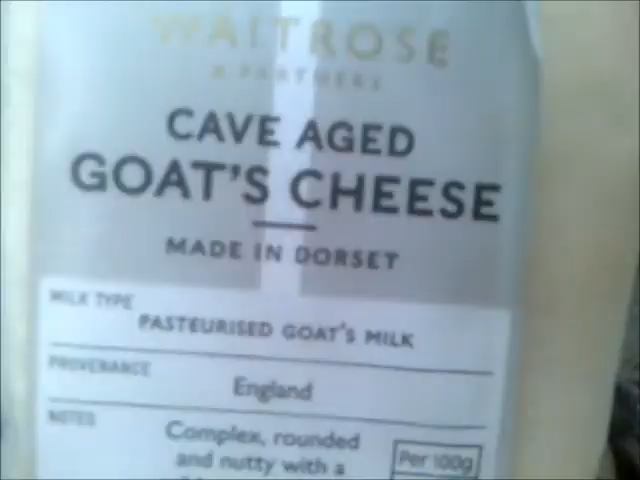 WAITROSE
& PARTNERS
CAVE AGED
GOAT'S CHEESE
MADE IN DORSET
MILK TYPE
PASTEURISED GOAT'S MILK
PROVENANCE
England
NOTES
Complex, rounded
and nutty with a
Per 100g